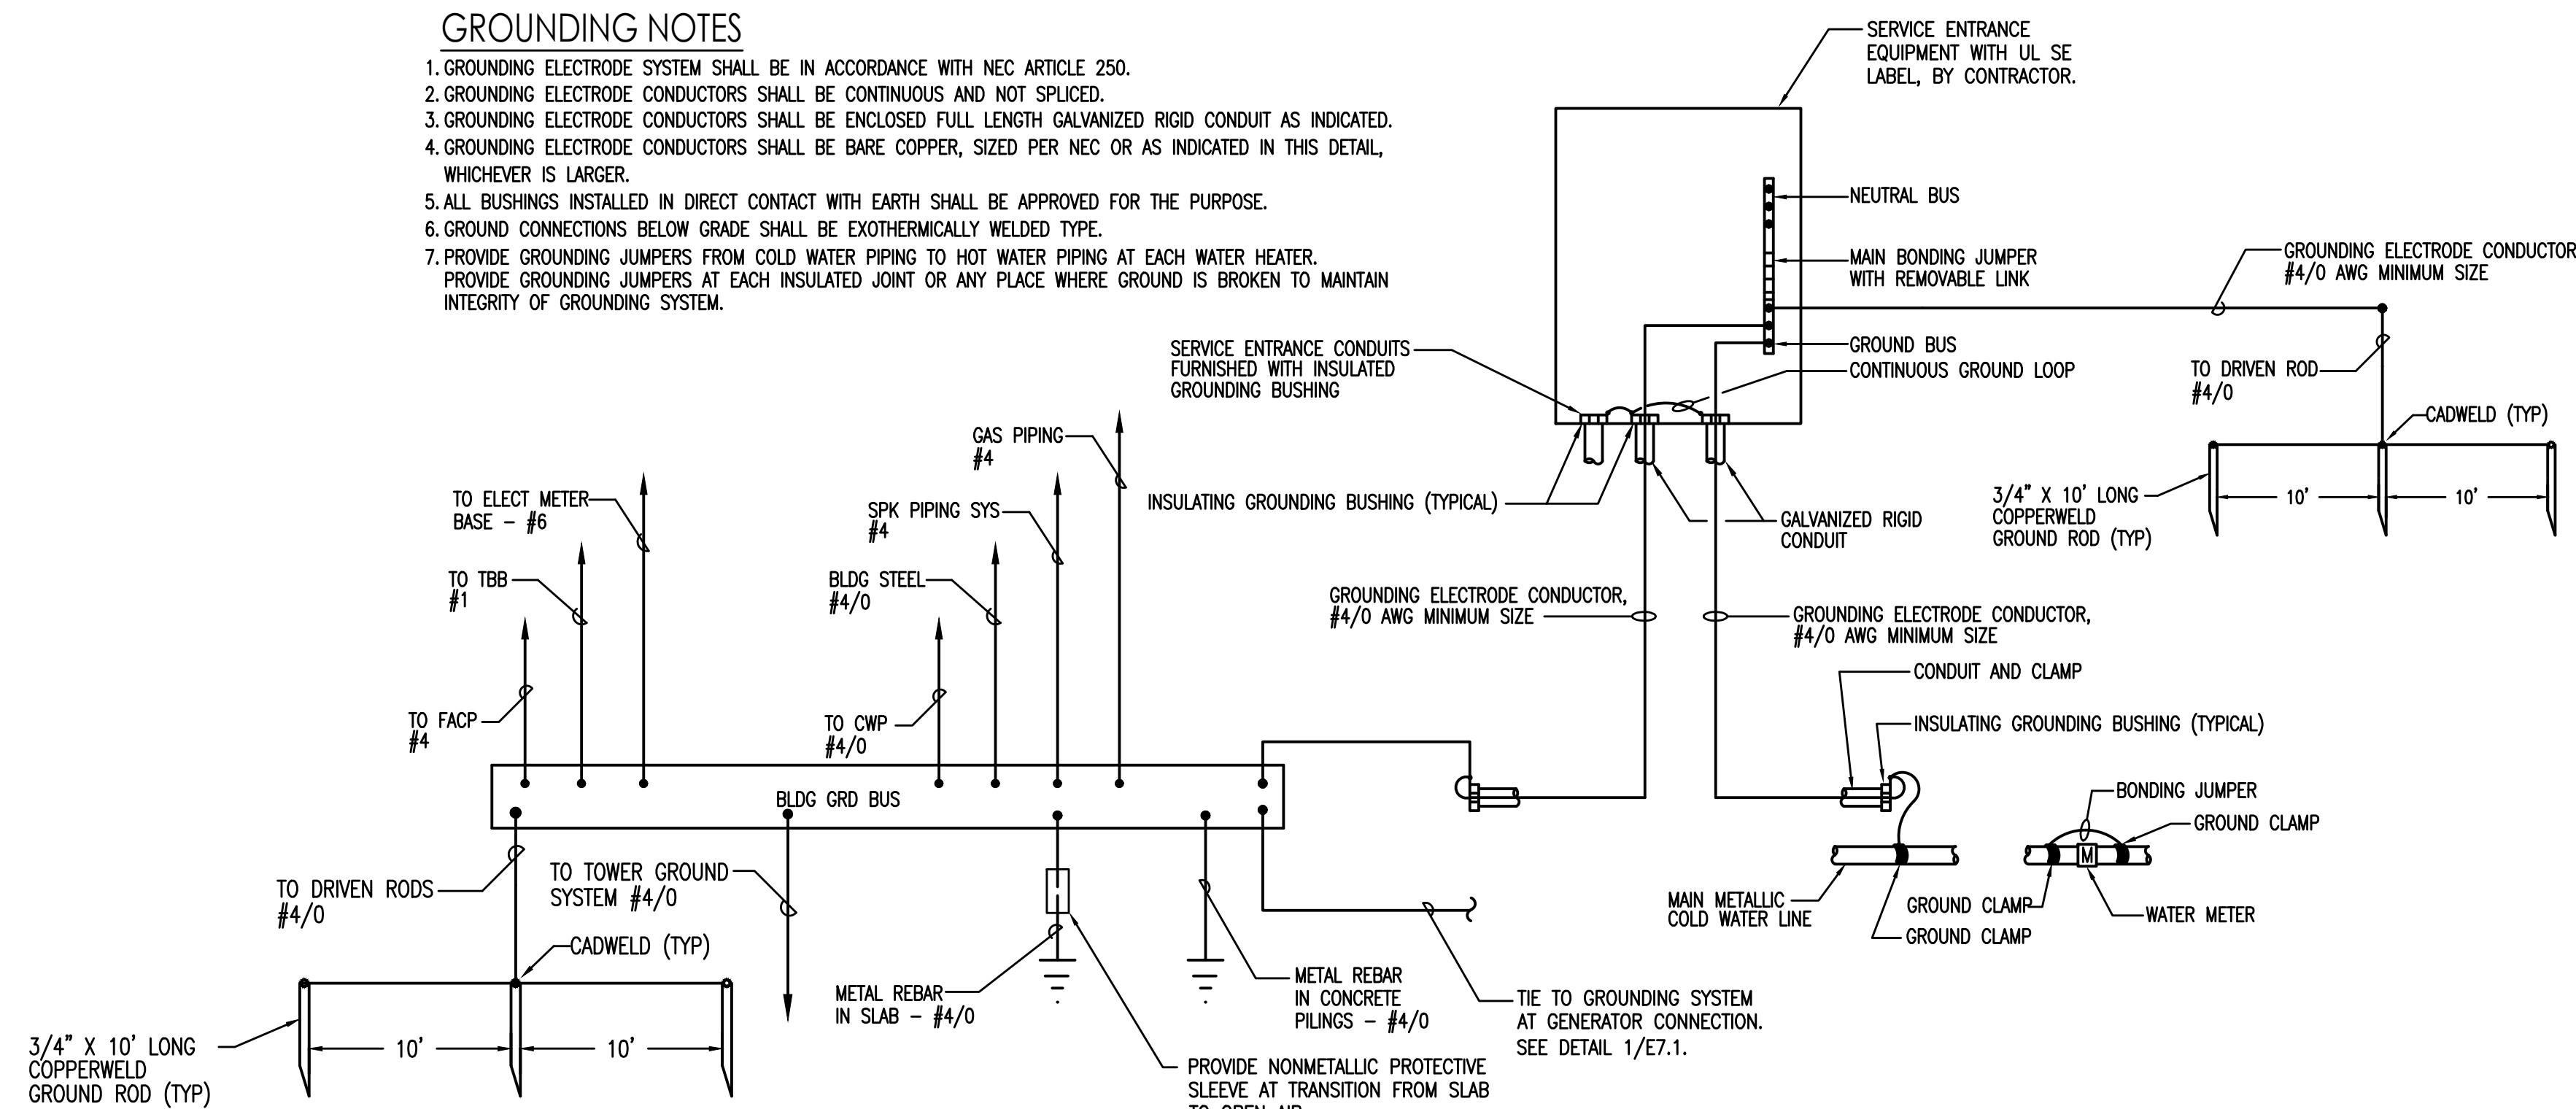 GROUNDING NOTES
1. GROUNDING ELECTRODE SYSTEM SHALL BE IN ACCORDANCE WITH NEC ARTICLE 250.
2. GROUNDING ELECTRODE CONDUCTORS SHALL BE CONTINUOUS AND NOT SPLICED.
3. GROUNDING ELECTRODE CONDUCTORS SHALL BE ENCLOSED FULL LENGTH GALVANIZED RIGID CONDUIT AS INDICATED.
4. GROUNDING ELECTRODE CONDUCTORS SHALL BE BARE COPPER, SIZED PER NEC OR AS INDICATED IN THIS DETAIL,
WHICHEVER IS LARGER.
5. ALL BUSHINGS INSTALLED IN DIRECT CONTACT WITH EARTH SHALL BE APPROVED FOR THE PURPOSE.
6. GROUND CONNECTIONS BELOW GRADE SHALL BE EXOTHERMICALLY WELDED TYPE.
7. PROVIDE GROUNDING JUMPERS FROM COLD WATER PIPING TO HOT WATER PIPING AT EACH WATER HEATER.
PROVIDE GROUNDING JUMPERS AT EACH INSULATED JOINT OR ANY PLACE WHERE GROUND IS BROKEN TO MAINTAIN
INTEGRITY OF GROUNDING SYSTEM.
SERVICE ENTRANCE
EQUIPMENT WITH UL SE
LABEL, BY CONTRACTOR.
NEUTRAL BUS
MAIN BONDING JUMPER
WITH REMOVABLE LINK
GROUNDING ELECTRODE CONDUCTOR
#4/0 AWG MINIMUM SIZE
GROUND BUS
CONTINUOUS GROUND LOOP
SERVICE ENTRANCE CONDUITS
FURNISHED WITH INSULATED
GROUNDING BUSHING
TO DRIVEN ROD
#4/0
CADWELD (TYP)
3/4" X 10' LONG
COPPERWELD
GROUND ROD (TYP)
10'
10'
INSULATING GROUNDING BUSHING (TYPICAL)
GALVANIZED RIGID
CONDUIT
GAS PIPING
#4
TO ELECT METER
BASE - #6
SPK PIPING SYS
#4
TO TBB
#1
BLDG STEEL
#4/0
TO FACP
#4
TO CWP
#4/0
GROUNDING ELECTRODE CONDUCTOR,
#4/0 AWG MINIMUM SIZE
GROUNDING ELECTRODE CONDUCTOR,
#4/0 AWG MINIMUM SIZE
CONDUIT AND CLAMP
INSULATING GROUNDING BUSHING (TYPICAL)
BLDG GRD BUS
BONDING JUMPER
GROUND CLAMP
M
MAIN METALLIC
COLD WATER LINE
GROUND CLAMP
GROUND CLAMP
WATER METER
TO DRIVEN RODS
#4/0
TO TOWER GROUND
SYSTEM #4/0
CADWELD (TYP)
METAL REBAR
IN SLAB - #4/0
METAL REBAR
IN CONCRETE
PILINGS - #4/0
TIE TO GROUNDING SYSTEM
AT GENERATOR CONNECTION.
SEE DETAIL 1/E7.1.
3/4" X 10' LONG
COPPERWELD
GROUND ROD (TYP)
10'
10'
PROVIDE NONMETALLIC PROTECTIVE
SLEEVE AT TRANSITION FROM SLAB
TO OPEN AIR